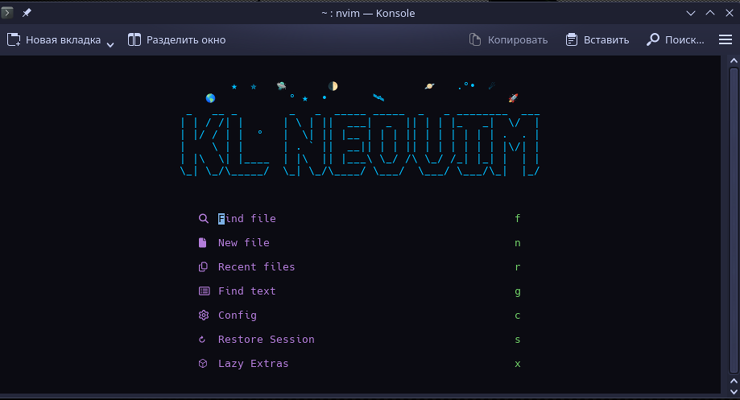 ~ : nvim — Konsole
Новая вкладка Разделить окно Копировать Вставить Поиск...
KL NEOVIM
Find file f
New file n
Recent files r
Find text g
Config c
Restore Session s
Lazy Extras x